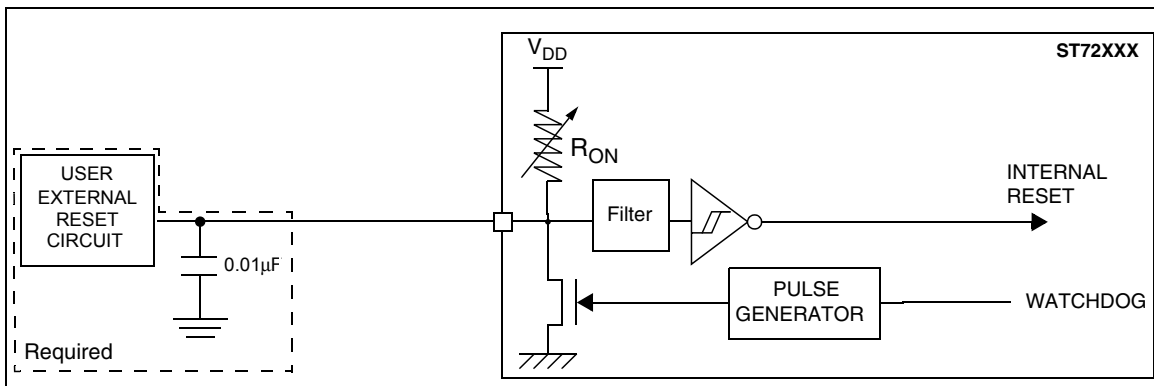 V_DD
ST72XXX
R_ON
USER
EXTERNAL
RESET
CIRCUIT
0.01µF
Required
Filter
INTERNAL
RESET
PULSE
GENERATOR
WATCHDOG